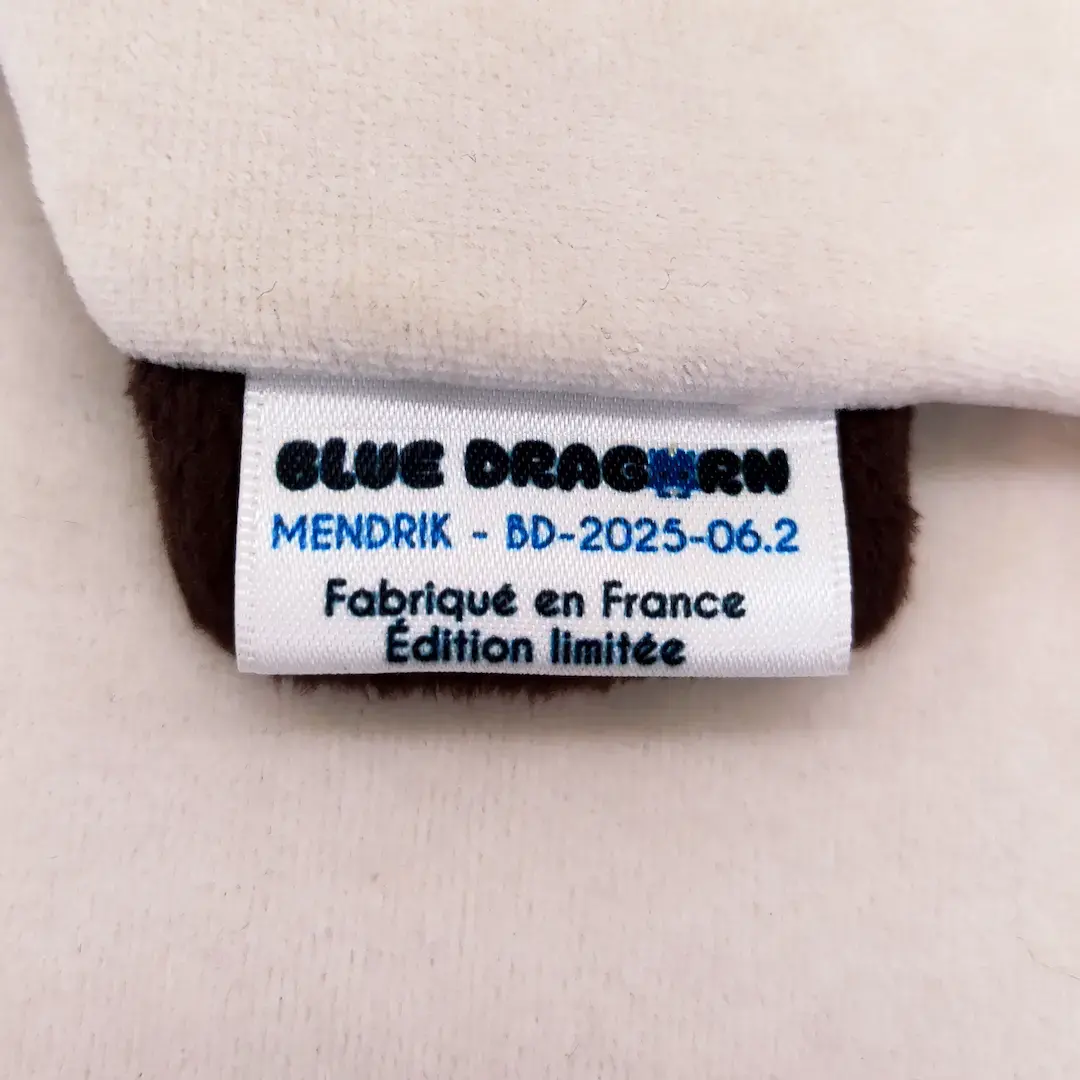 BLUE DRAGORN
MENDRIK - BD-2025-06.2
Fabriqué en France
Édition limitée